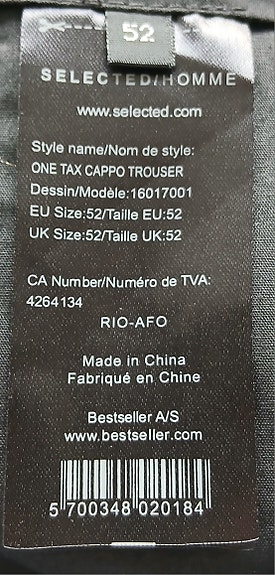 52
SELECTED/HOMME
www.selected.com
Style name/Nom de style:
ONE TAX CAPPO TROUSER
Dessin/Modèle:16017001
EU Size:52/Taille EU:52
UK Size:52/Taille UK:52
CA Number/Numéro de TVA:
4264134
RIO-AFO
Made in China
Fabriqué en Chine
Bestseller A/S
www.bestseller.com
5 700348 020184